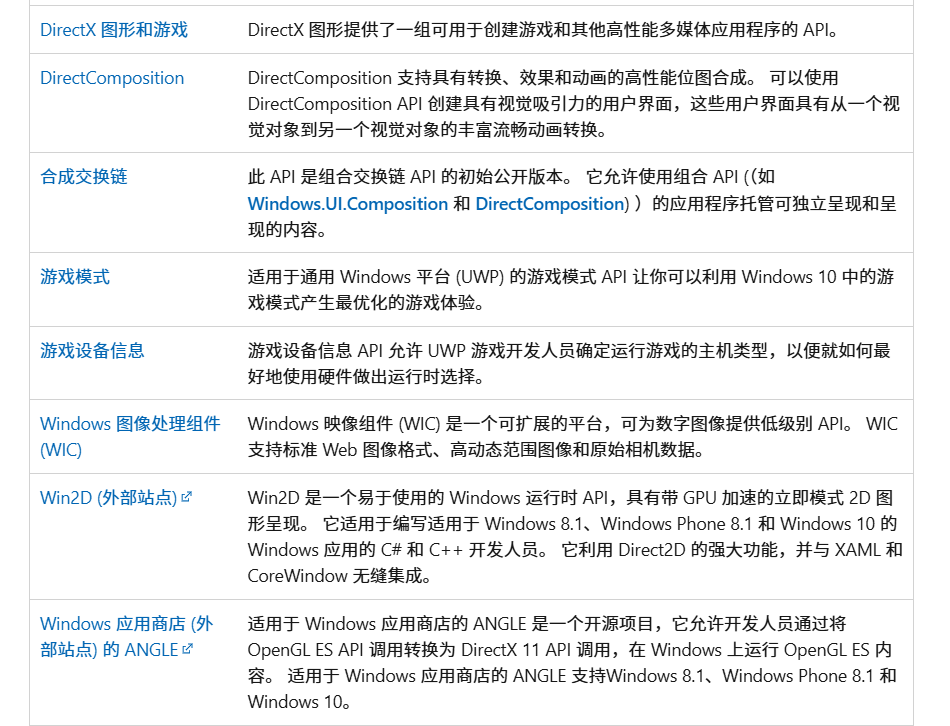 DirectX 图形和游戏
DirectX 图形提供了一组可用于创建游戏和其他高性能多媒体应用程序的 API。
DirectComposition
DirectComposition 支持具有转换、效果和动画的高性能位图合成。 可以使用
DirectComposition API 创建具有视觉吸引力的用户界面，这些用户界面具有从一个视
觉对象到另一个视觉对象的丰富流畅动画转换。
合成交换链
此 API 是组合交换链 API 的初始公开版本。 它允许使用组合 API (（如
Windows.UI.Composition 和 DirectComposition) ）的应用程序托管可独立呈现和呈
现的内容。
游戏模式
适用于通用 Windows 平台 (UWP) 的游戏模式 API 让你可以利用 Windows 10 中的游
戏模式产生最优化的游戏体验。
游戏设备信息
游戏设备信息 API 允许 UWP 游戏开发人员确定运行游戏的主机类型，以便就如何最
好地使用硬件做出运行时选择。
Windows 图像处理组件
(WIC)
Windows 映像组件 (WIC) 是一个可扩展的平台，可为数字图像提供低级别 API。 WIC
支持标准 Web 图像格式、高动态范围图像和原始相机数据。
Win2D (外部站点)
Win2D 是一个易于使用的 Windows 运行时 API，具有带 GPU 加速的立即模式 2D 图
形呈现。 它适用于编写适用于 Windows 8.1、Windows Phone 8.1 和 Windows 10 的
Windows 应用的 C# 和 C++ 开发人员。 它利用 Direct2D 的强大功能，并与 XAML 和
CoreWindow 无缝集成。
Windows 应用商店 (外
部站点) 的 ANGLE
适用于 Windows 应用商店的 ANGLE 是一个开源项目，它允许开发人员通过将
OpenGL ES API 调用转换为 DirectX 11 API 调用，在 Windows 上运行 OpenGL ES 内
容。 适用于 Windows 应用商店的 ANGLE 支持Windows 8.1、Windows Phone 8.1 和
Windows 10。